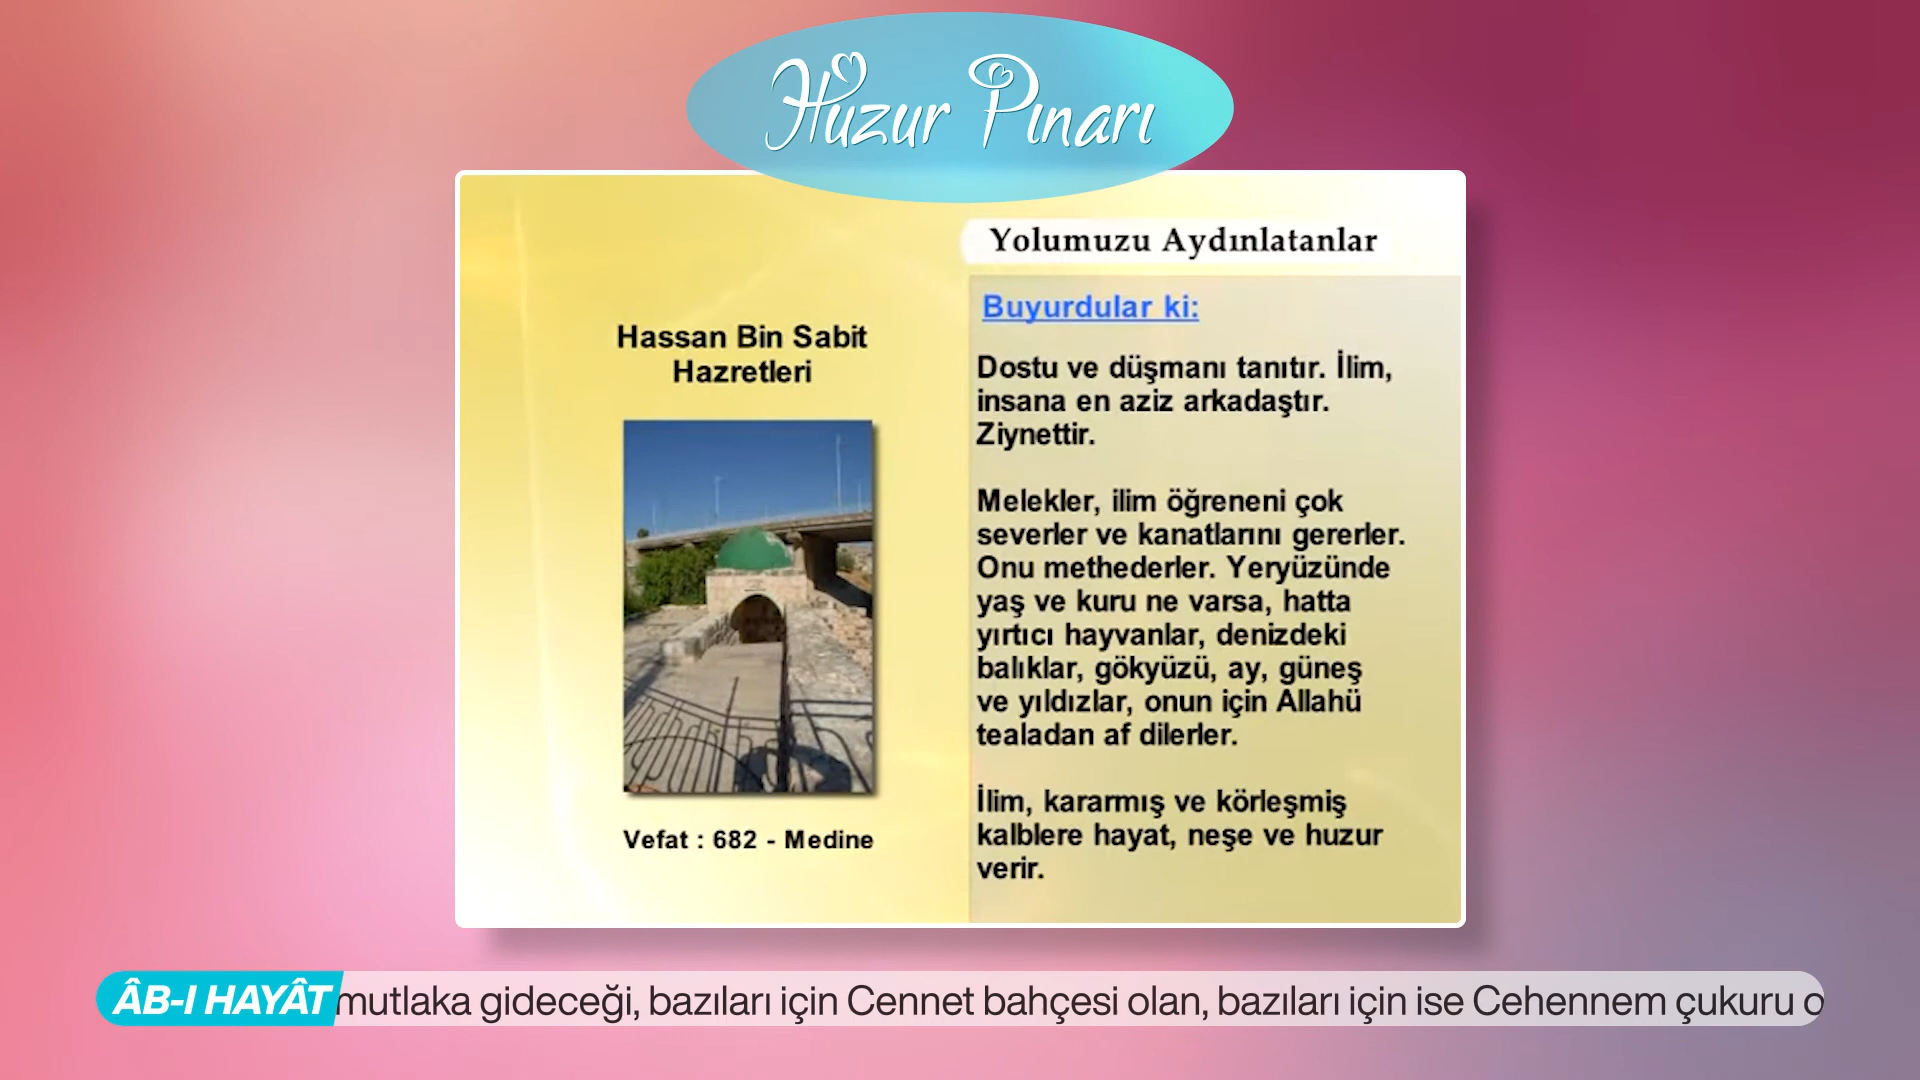 Huzur Pınarı
Yolumuzu Aydınlatanlar
Hassan Bin Sabit
Hazretleri
Vefat : 682 - Medine
Buyurdular ki:
Dostu ve düşmanı tanıtır. İlim,
insana en aziz arkadaştır.
Ziynettir.
Melekler, ilim öğreneni çok
severler ve kanatlarını gererler.
Onu methederler. Yeryüzünde
yaş ve kuru ne varsa, hatta
yırtıcı hayvanlar, denizdeki
balıklar, gökyüzü, ay, güneş
ve yıldızlar, onun için Allahü
tealadan af dilerler.
İlim, kararmış ve körleşmiş
kalblere hayat, neşe ve huzur
verir.
ÂB-I HAYÂT mutlaka gideceği, bazıları için Cennet bahçesi olan, bazıları için ise Cehennem çukuru o